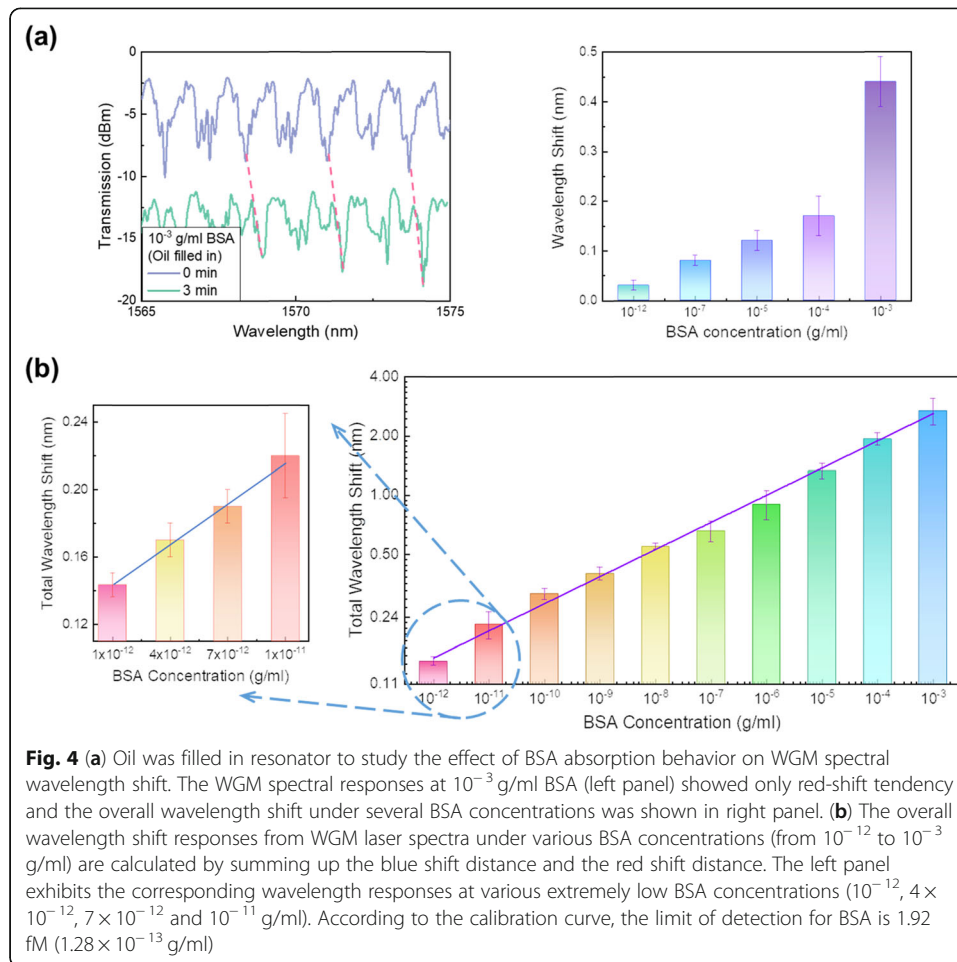 (a)
Transmission (dBm)
0
-5
-10
-15
-20
10⁻³ g/ml BSA
(Oil filled in)
0 min
3 min
1565
1570
1575
Wavelength (nm)
Wavelength Shift (nm)
0.5
0.4
0.3
0.2
0.1
0.0
10⁻¹²
10⁻⁷
10⁻⁵
10⁻⁴
10⁻³
BSA concentration (g/ml)
(b)
Total Wavelength Shift (nm)
0.24
0.20
0.16
0.12
1x10⁻¹²
4x10⁻¹²
7x10⁻¹²
1x10⁻¹¹
BSA Concentration (g/ml)
Total Wavelength Shift (nm)
4.00
2.00
1.00
0.50
0.24
0.11
10⁻¹²
10⁻¹¹
10⁻¹⁰
10⁻⁹
10⁻⁸
10⁻⁷
10⁻⁶
10⁻⁵
10⁻⁴
10⁻³
BSA Concentration (g/ml)
Fig. 4 (a) Oil was filled in resonator to study the effect of BSA absorption behavior on WGM spectral
wavelength shift. The WGM spectral responses at 10⁻³ g/ml BSA (left panel) showed only red-shift tendency
and the overall wavelength shift under several BSA concentrations was shown in right panel. (b) The overall
wavelength shift responses from WGM laser spectra under various BSA concentrations (from 10⁻¹² to 10⁻³
g/ml) are calculated by summing up the blue shift distance and the red shift distance. The left panel
exhibits the corresponding wavelength responses at various extremely low BSA concentrations (10⁻¹², 4 ×
10⁻¹², 7 × 10⁻¹² and 10⁻¹¹ g/ml). According to the calibration curve, the limit of detection for BSA is 1.92
fM (1.28 × 10⁻¹³ g/ml)